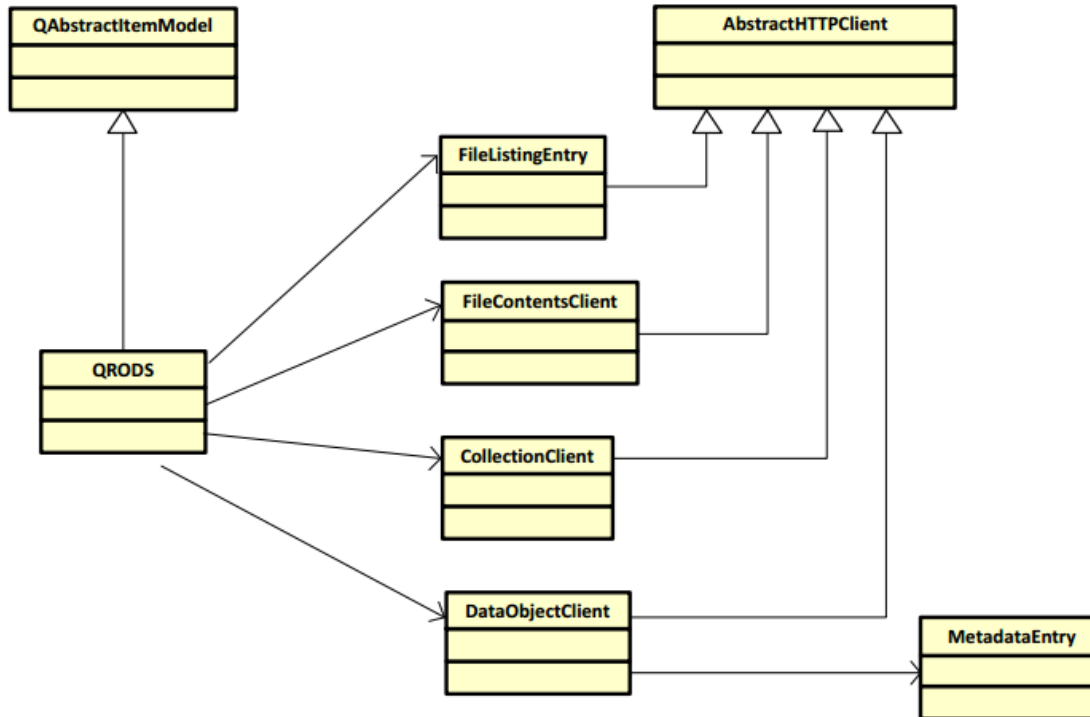 QAbstractItemModel
AbstractHTTPClient
FileListingEntry
FileContentsClient
QRODS
CollectionClient
DataObjectClient
MetadataEntry